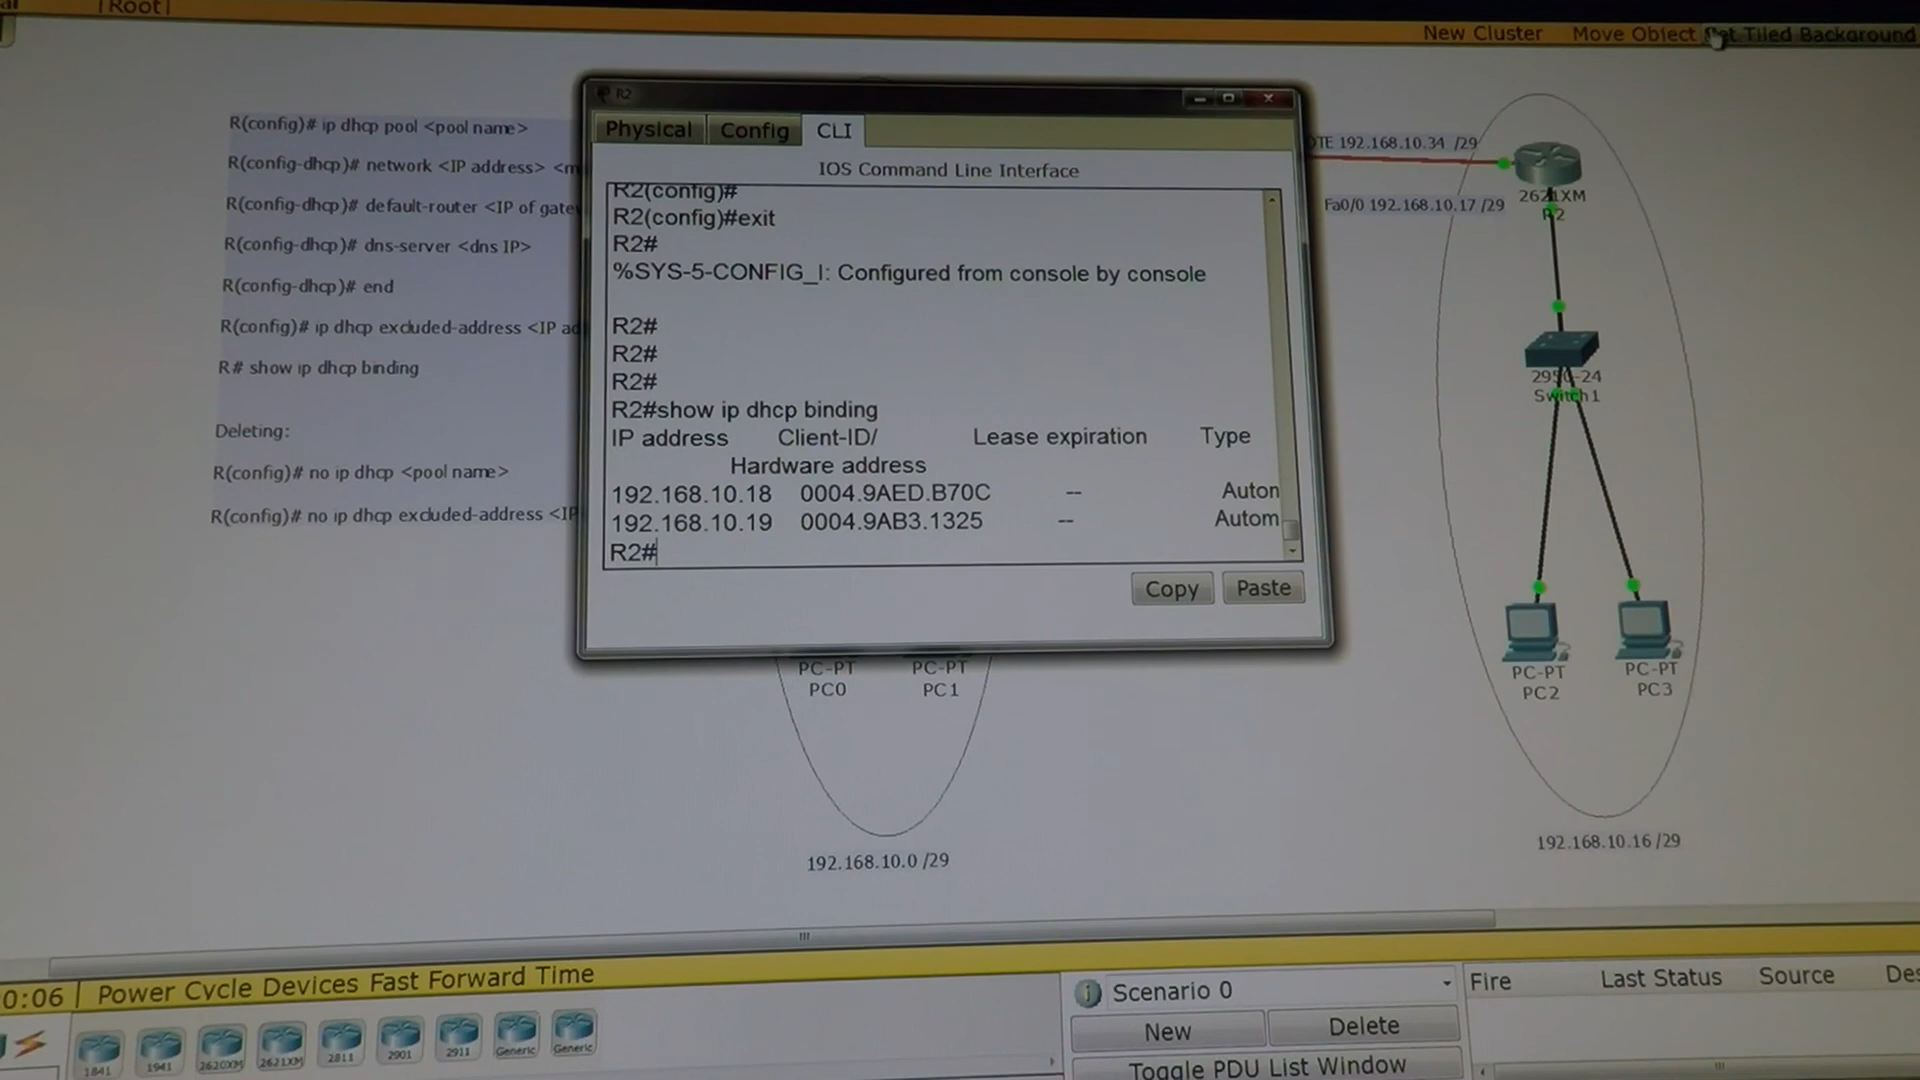 [Root]
New Cluster
Move Object
Set Tiled Background
R(config)# ip dhcp pool <pool name>
R(config-dhcp)# network <IP address> <m
R(config-dhcp)# default-router <IP of gate
R(config-dhcp)# dns-server <dns IP>
R(config-dhcp)# end
R(config)# ip dhcp excluded-address <IP ad
R# show ip dhcp binding
Deleting:
R(config)# no ip dhcp <pool name>
R(config)# no ip dhcp excluded-address <IP
R2
Physical
Config
CLI
IOS Command Line Interface
R2(config)#
R2(config)#exit
R2#
%SYS-5-CONFIG_I: Configured from console by console
R2#
R2#
R2#
R2#show ip dhcp binding
IP address Client-ID/ Lease expiration Type
Hardware address
192.168.10.18 0004.9AED.B70C -- Auton
192.168.10.19 0004.9AB3.1325 -- Autom
R2#
Copy
Paste
192.168.10.34 /29
Fa0/0 192.168.10.17 /29
2621XM
R2
2950-24
Switch1
PC-PT
PC2
PC-PT
PC3
192.168.10.16 /29
PC-PT
PC0
PC-PT
PC1
192.168.10.0 /29
0:06
Power Cycle Devices Fast Forward Time
1841
1941
2620XM
2621XM
2811
2901
2911
Generic
Generic
Scenario 0
New
Delete
Toggle PDU List Window
Fire
Last Status
Source
Des